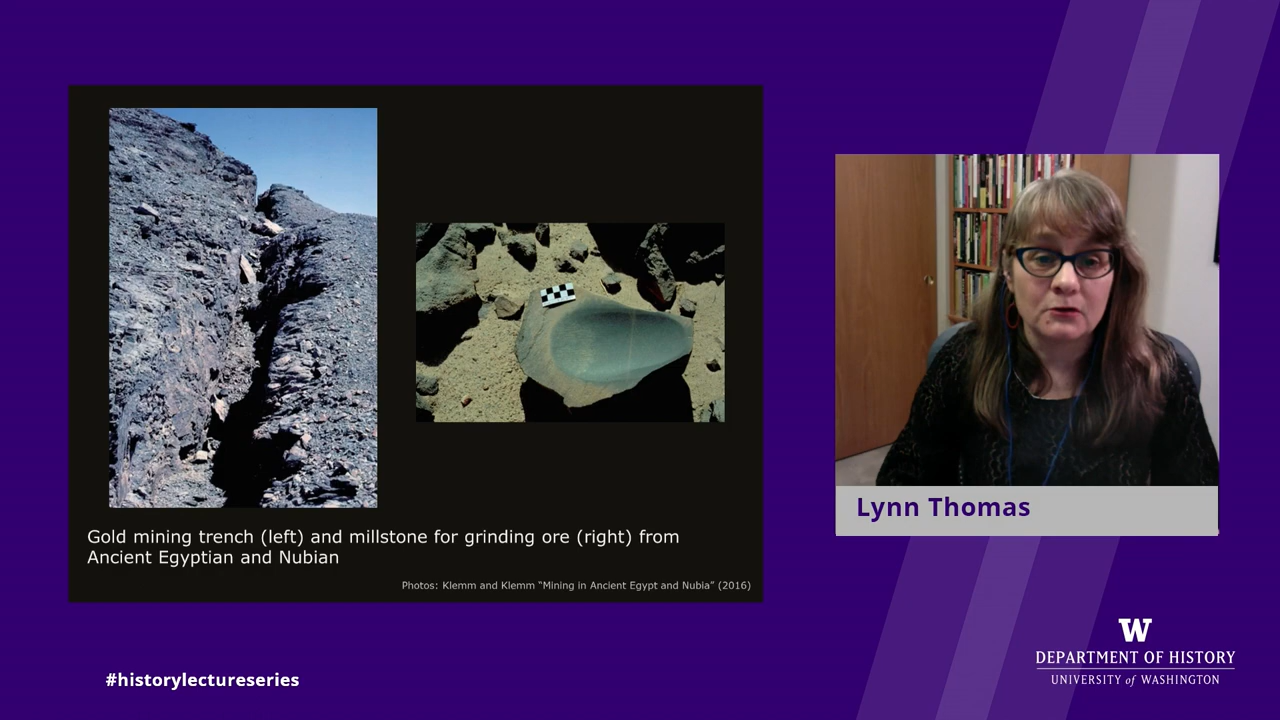 Gold mining trench (left) and millstone for grinding ore (right) from
Ancient Egyptian and Nubian
Photos: Klemm and Klemm “Mining in Ancient Egypt and Nubia” (2016)
Lynn Thomas
#historylectureseries
W
DEPARTMENT OF HISTORY
UNIVERSITY of WASHINGTON